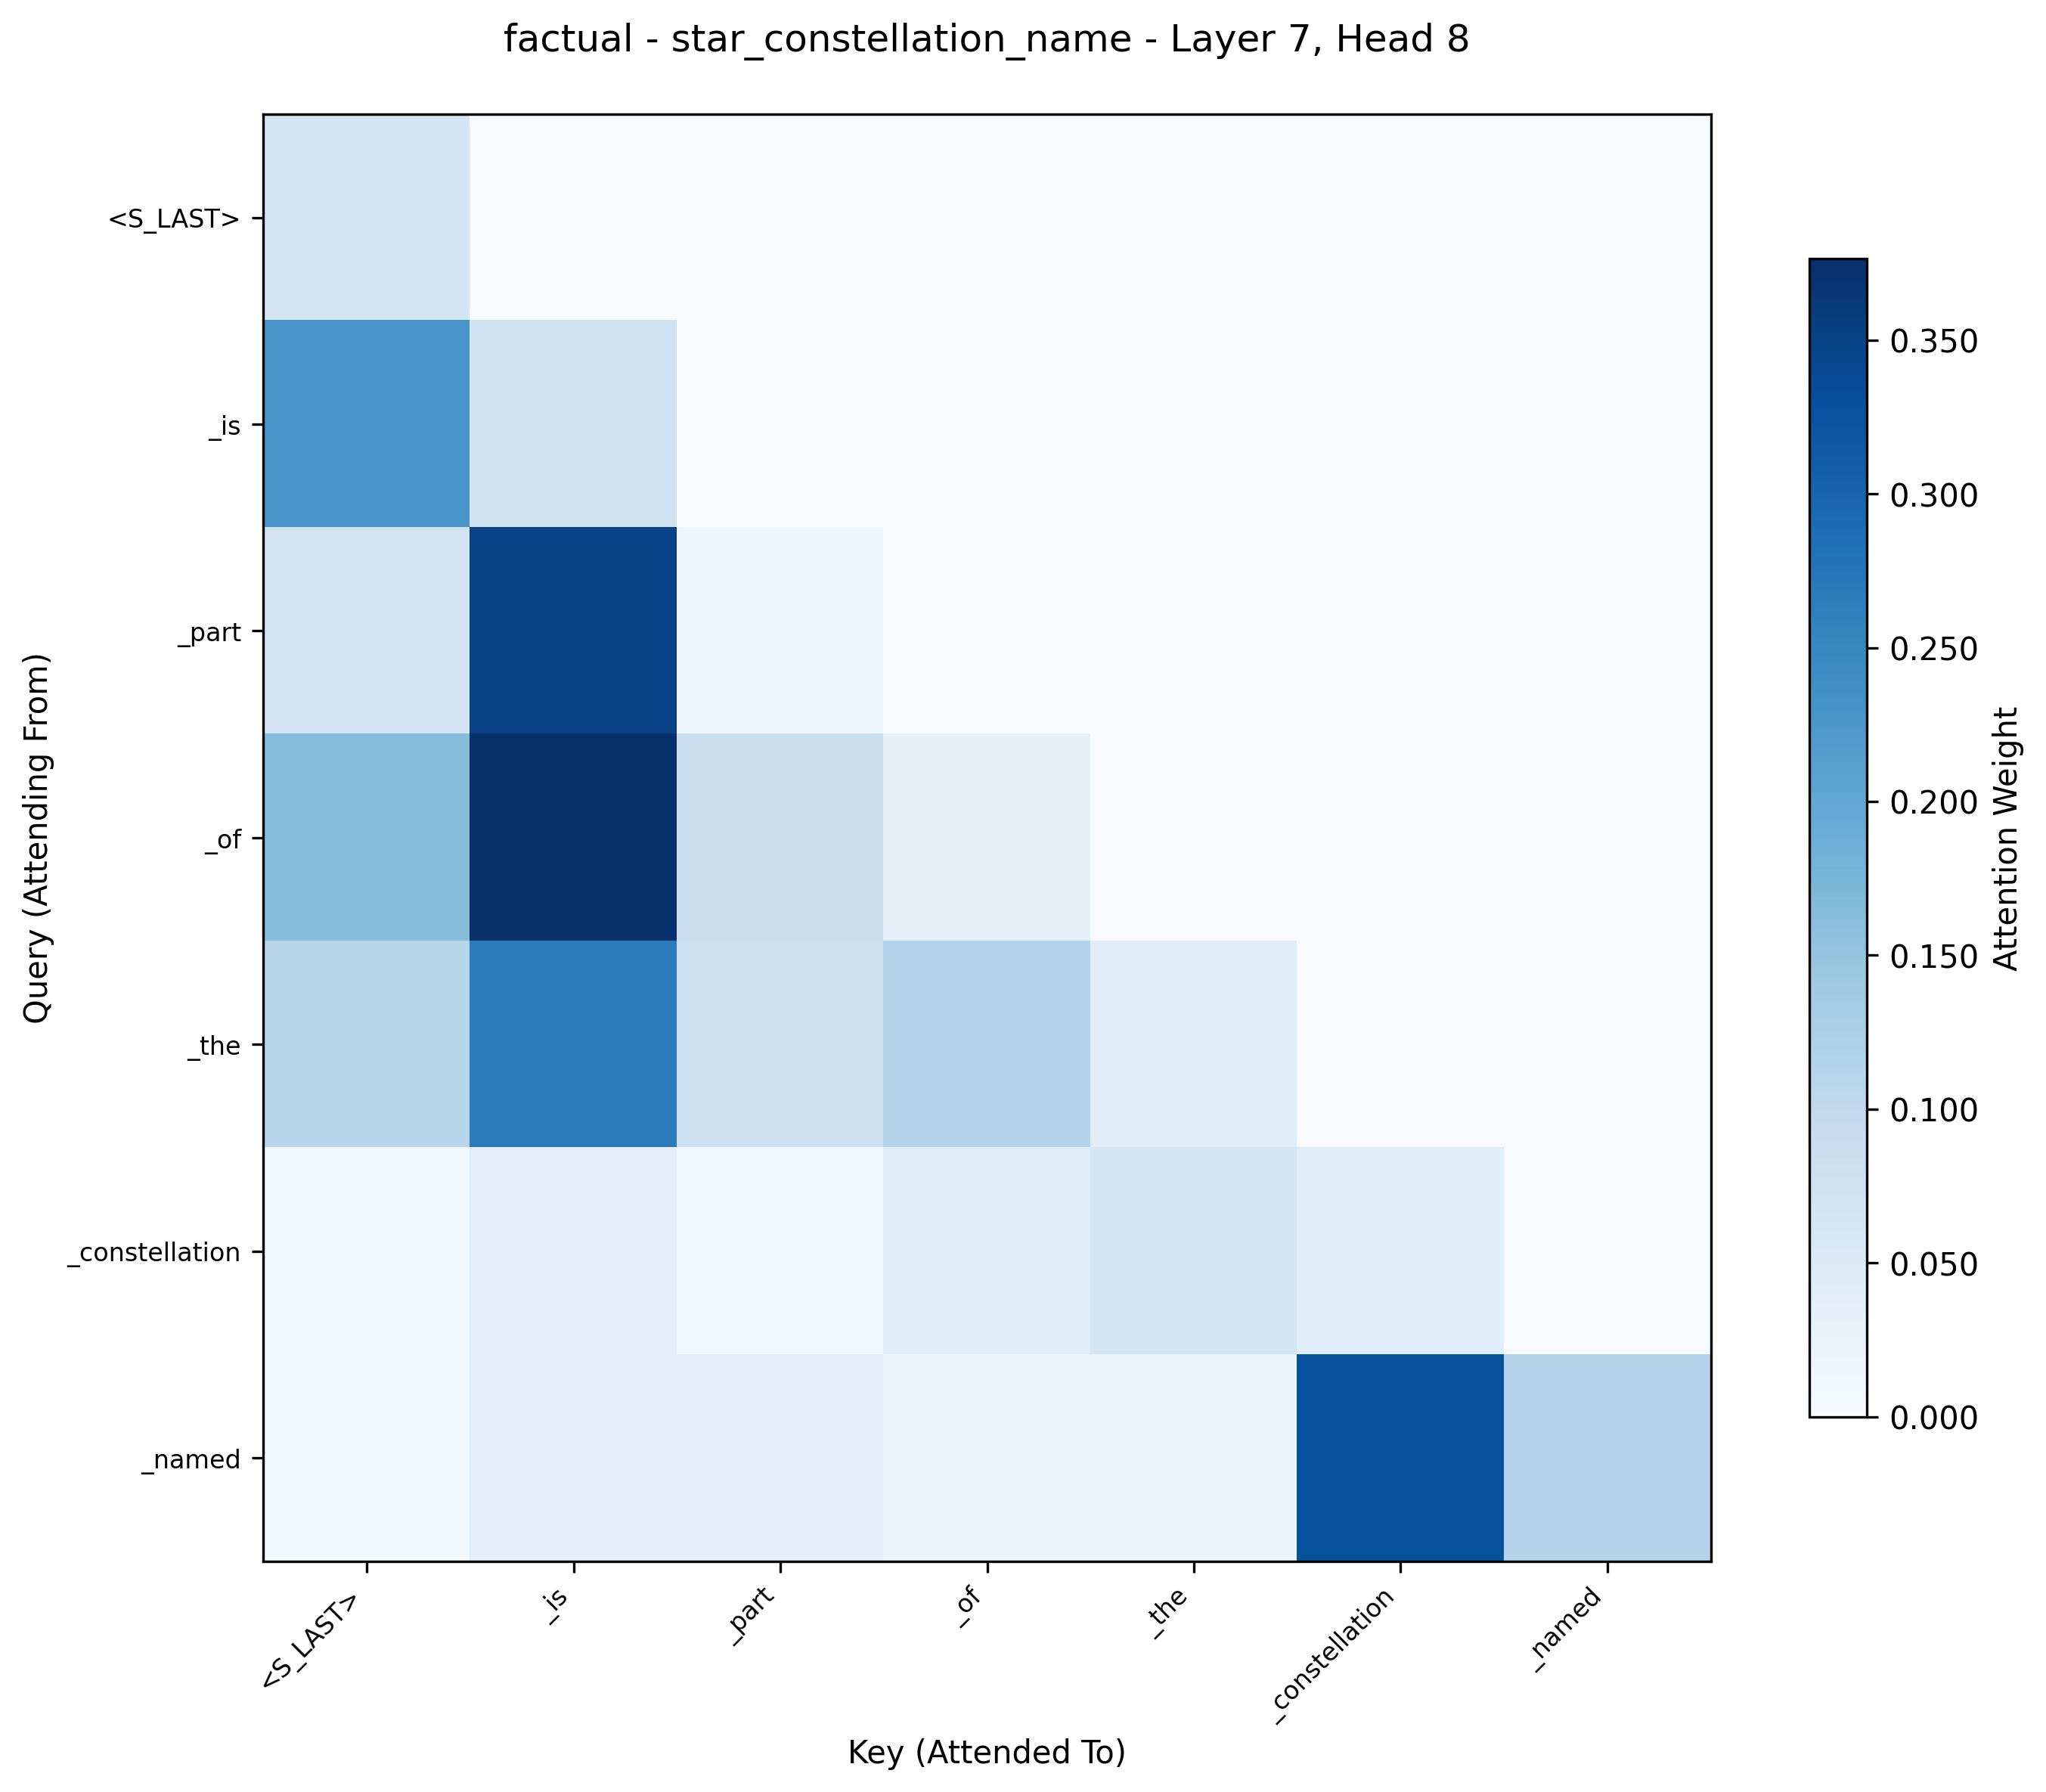 factual - star_constellation_name - Layer 7, Head 8
Query (Attending From)
<S_LAST>
_is
_part
_of
_the
_constellation
_named
<S_LAST>
_is
_part
_of
_the
_constellation
_named
Key (Attended To)
0.350
0.300
0.250
0.200
0.150
0.100
0.050
0.000
Attention Weight